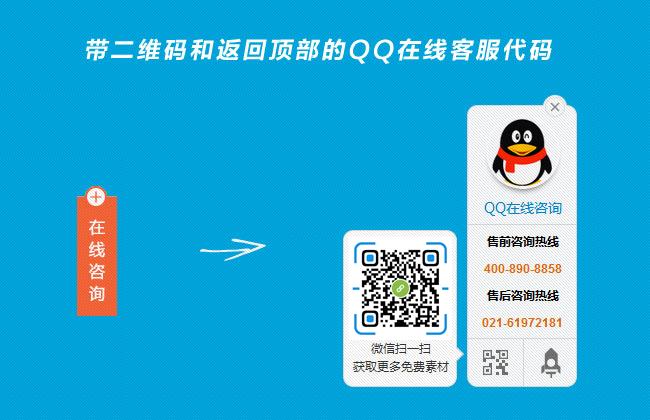 带二维码和返回顶部的QQ在线客服代码
在线咨询
QQ在线咨询
售前咨询热线
400-890-8858
售后咨询热线
021-61972181
微信扫一扫
获取更多免费素材